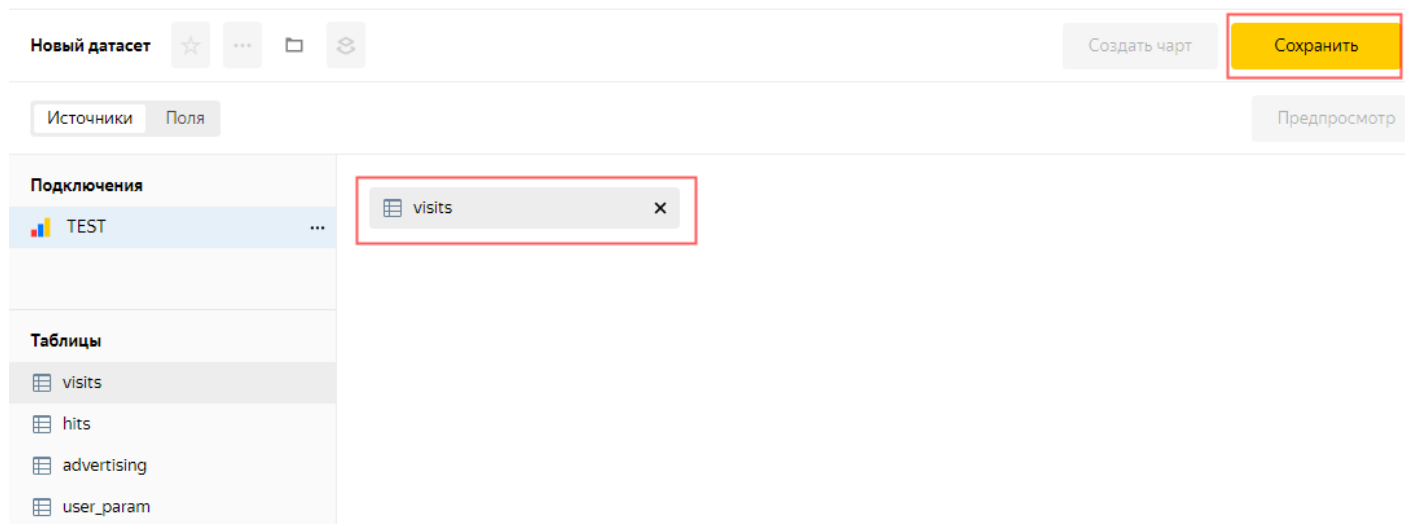 Новый датасет
Создать чарт
Сохранить
Источники
Поля
Предпросмотр
Подключения
TEST
visits
Таблицы
visits
hits
advertising
user_param